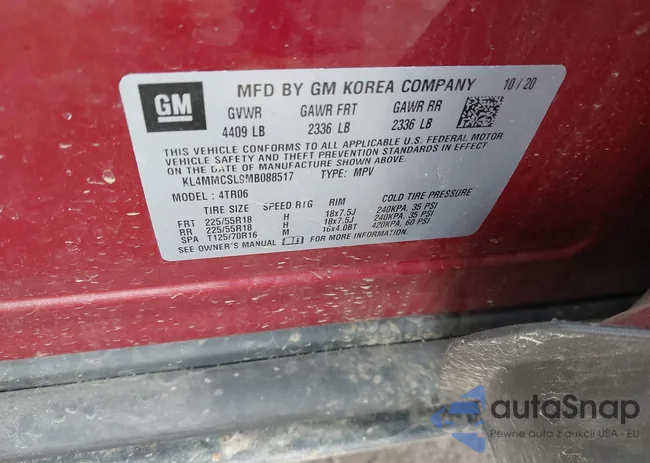 GM
MFD BY GM KOREA COMPANY 10/20
GVWR GAWR FRT GAWR RR
4409 LB 2336 LB 2336 LB
THIS VEHICLE CONFORMS TO ALL APPLICABLE U.S. FEDERAL MOTOR
VEHICLE SAFETY AND THEFT PREVENTION STANDARDS IN EFFECT
ON THE DATE OF MANUFACTURE SHOWN ABOVE.
KL4MMCSL9MB088517 TYPE: MPV
MODEL: 4TR06
TIRE SIZE SPEED RTG RIM COLD TIRE PRESSURE
FRT 225/55R18 H 18x7.5J 240KPA, 35 PSI
RR 225/55R18 H 18x7.5J 240KPA, 35 PSI
SPA T125/70R16 M 16x4.0BT 420KPA, 60 PSI
SEE OWNER'S MANUAL FOR MORE INFORMATION.
autoSnap
Pewne auto z aukcji USA - EU